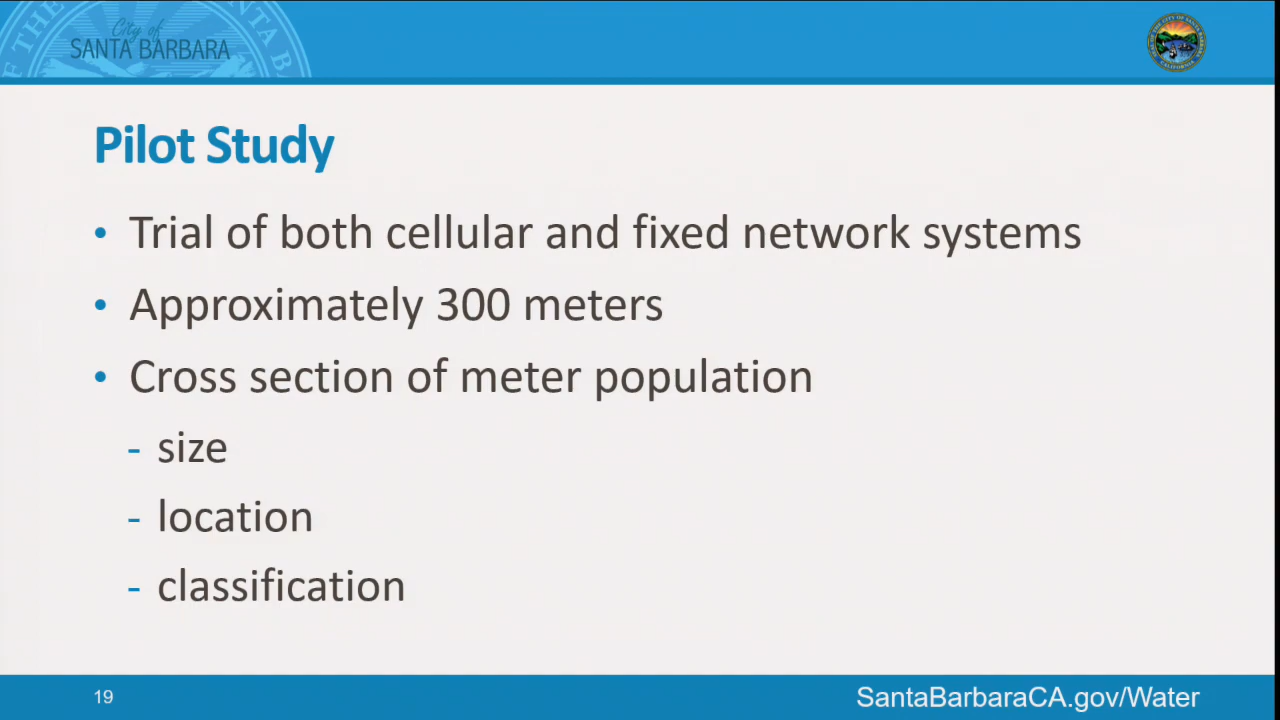 City of
SANTA BARBARA
Pilot Study
• Trial of both cellular and fixed network systems
• Approximately 300 meters
• Cross section of meter population
- size
- location
- classification
19
SantaBarbaraCA.gov/Water